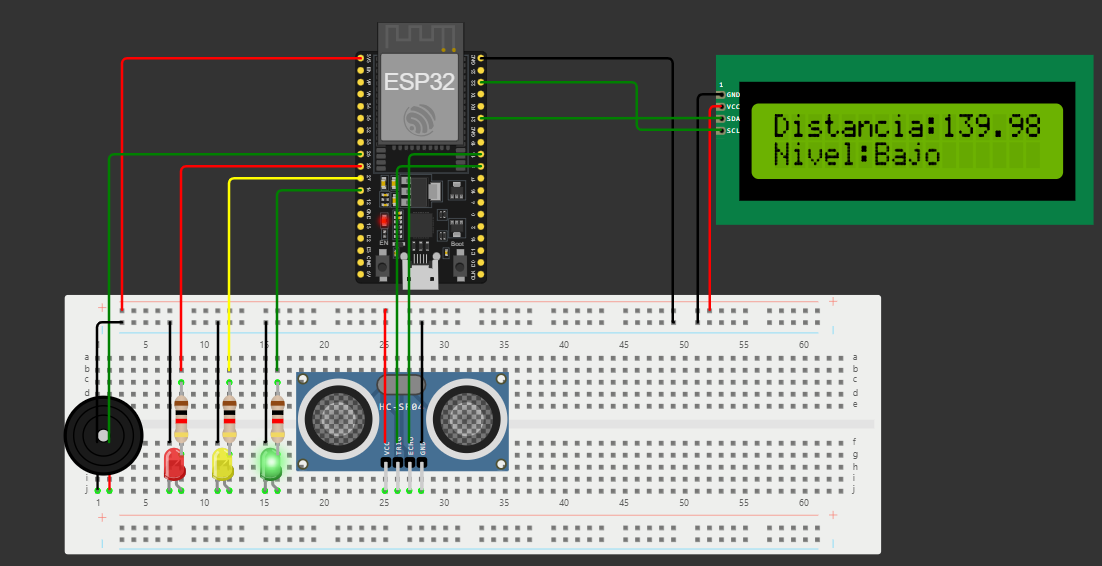 ESP32
EN
Boot
1
GND
VCC
SDA
SCL
Distancia:139.98
Nivel:Bajo
1 5 10 15 20 25 30 35 40 45 50 55 60
a a
b b
c c
d d
e e
HC-SR04
VCC
TRIG
ECHO
GND
f f
g g
h h
i i
j j
1 5 10 15 20 25 30 35 40 45 50 55 60